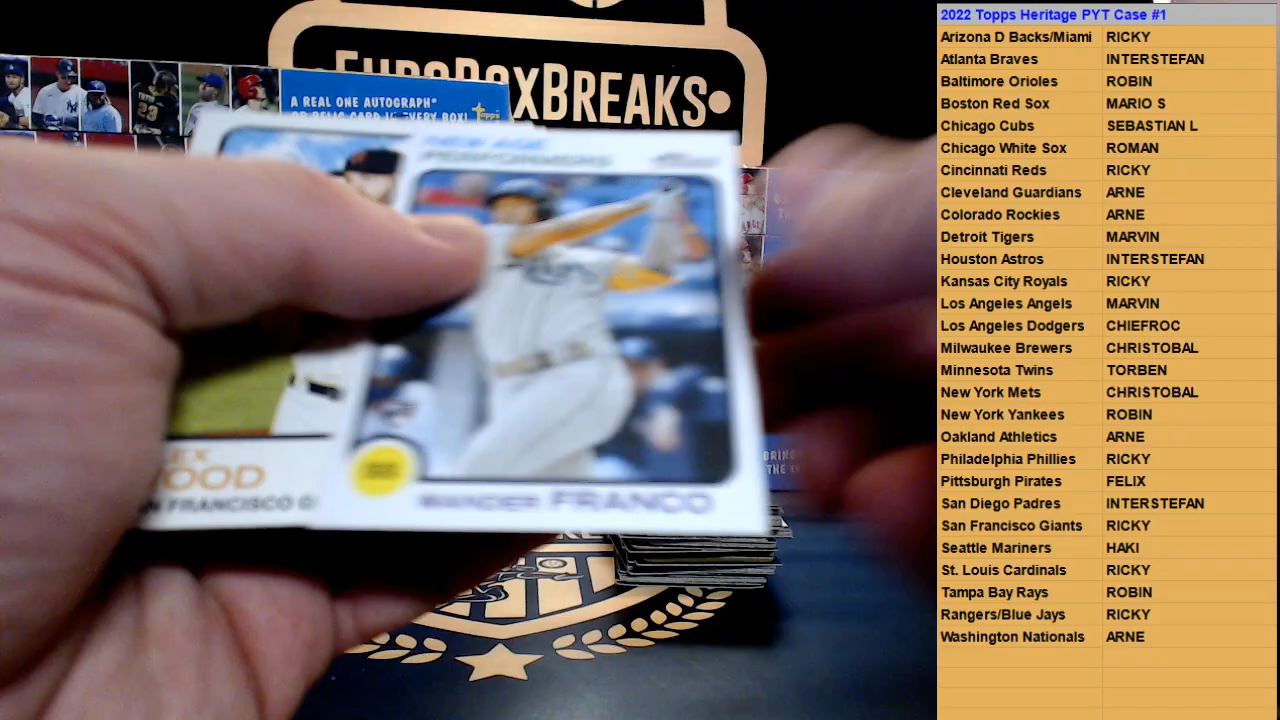 EUROBOXBREAKS
A REAL ONE AUTOGRAPH*
OR RELIC CARD IN EVERY BOX!
Topps
NEW AGE
PERFORMERS
WANDER FRANCO
OOD
N FRANCISCO G
2022 Topps Heritage PYT Case #1
Arizona D Backs/Miami RICKY
Atlanta Braves INTERSTEFAN
Baltimore Orioles ROBIN
Boston Red Sox MARIO S
Chicago Cubs SEBASTIAN L
Chicago White Sox ROMAN
Cincinnati Reds RICKY
Cleveland Guardians ARNE
Colorado Rockies ARNE
Detroit Tigers MARVIN
Houston Astros INTERSTEFAN
Kansas City Royals RICKY
Los Angeles Angels MARVIN
Los Angeles Dodgers CHIEFROC
Milwaukee Brewers CHRISTOBAL
Minnesota Twins TORBEN
New York Mets CHRISTOBAL
New York Yankees ROBIN
Oakland Athletics ARNE
Philadelphia Phillies RICKY
Pittsburgh Pirates FELIX
San Diego Padres INTERSTEFAN
San Francisco Giants RICKY
Seattle Mariners HAKI
St. Louis Cardinals RICKY
Tampa Bay Rays ROBIN
Rangers/Blue Jays RICKY
Washington Nationals ARNE